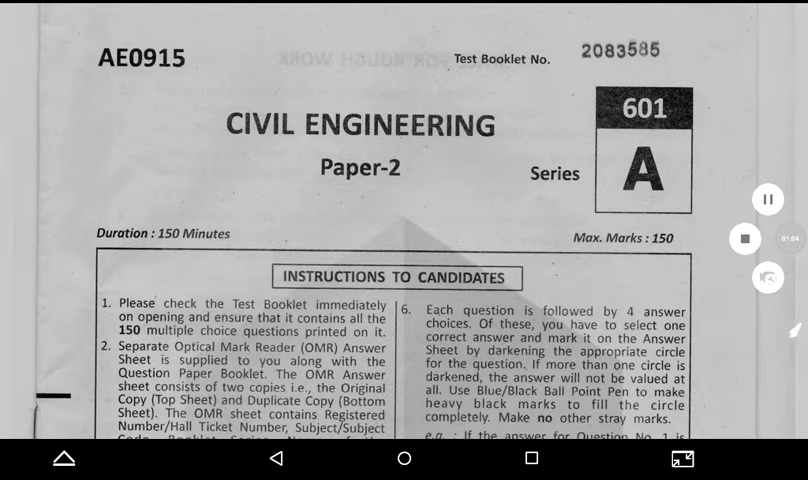 AE0915
Test Booklet No. 2083585
CIVIL ENGINEERING
Paper-2
Series
601
A
Duration : 150 Minutes
Max. Marks : 150
INSTRUCTIONS TO CANDIDATES
1. Please check the Test Booklet immediately
on opening and ensure that it contains all the
150 multiple choice questions printed on it.
2. Separate Optical Mark Reader (OMR) Answer
Sheet is supplied to you along with the
Question Paper Booklet. The OMR Answer
sheet consists of two copies i.e., the Original
Copy (Top Sheet) and Duplicate Copy (Bottom
Sheet). The OMR sheet contains Registered
Number/Hall Ticket Number, Subject/Subject
Code, Booklet Series, Name
6. Each question is followed by 4 answer
choices. Of these, you have to select one
correct answer and mark it on the Answer
Sheet by darkening the appropriate circle
for the question. If more than one circle is
darkened, the answer will not be valued at
all. Use Blue/Black Ball Point Pen to make
heavy black marks to fill the circle
completely. Make no other stray marks.
e.g. : If the answer for Question No. 1 is
01:04